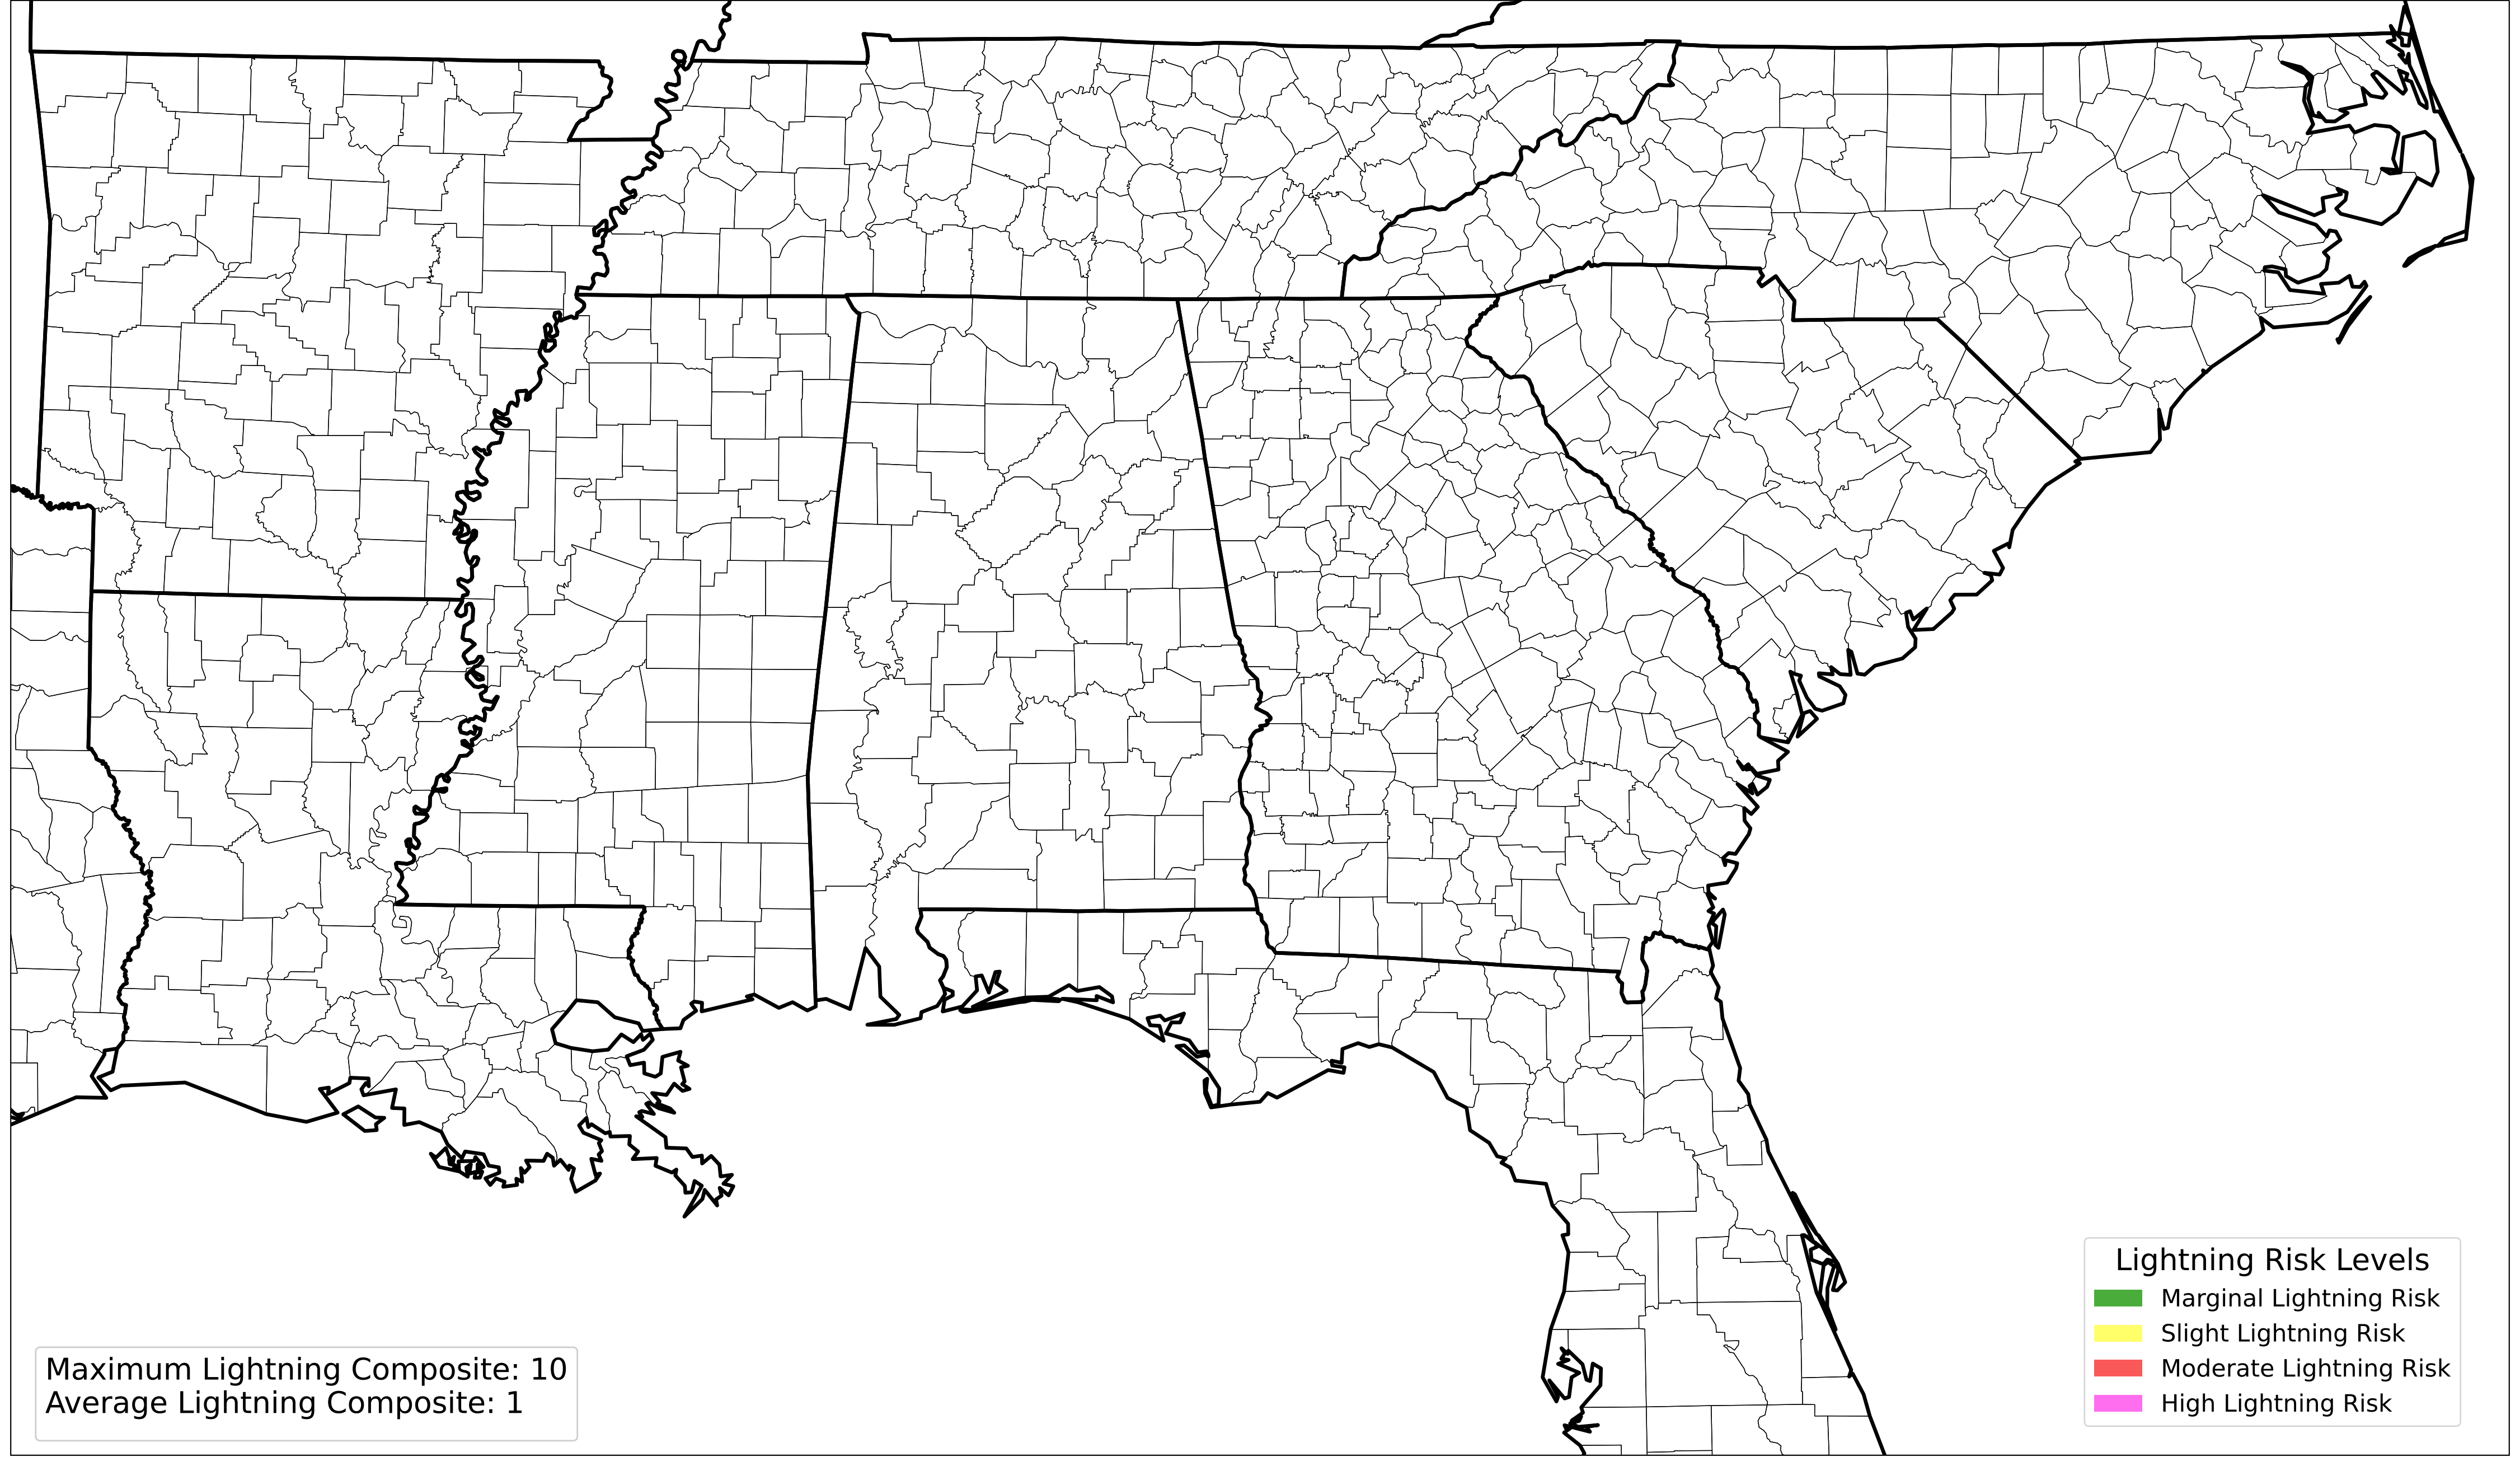 Maximum Lightning Composite: 10
Average Lightning Composite: 1
Lightning Risk Levels
Marginal Lightning Risk
Slight Lightning Risk
Moderate Lightning Risk
High Lightning Risk